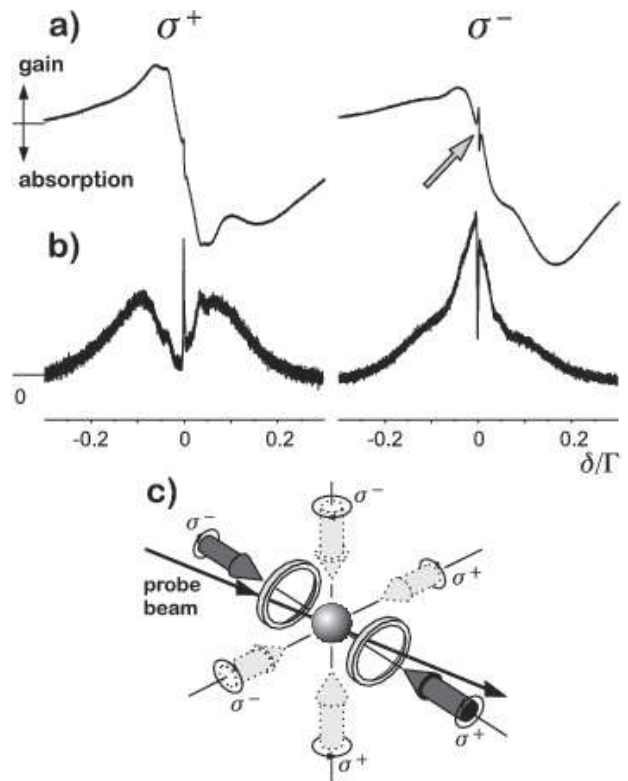 a) σ⁺ σ⁻
gain
absorption
b)
0
-0.2 0 0.2 -0.2 0 0.2
δ/Γ
c)
σ⁻
σ⁻
σ⁺
probe
beam
σ⁻
σ⁺
σ⁺